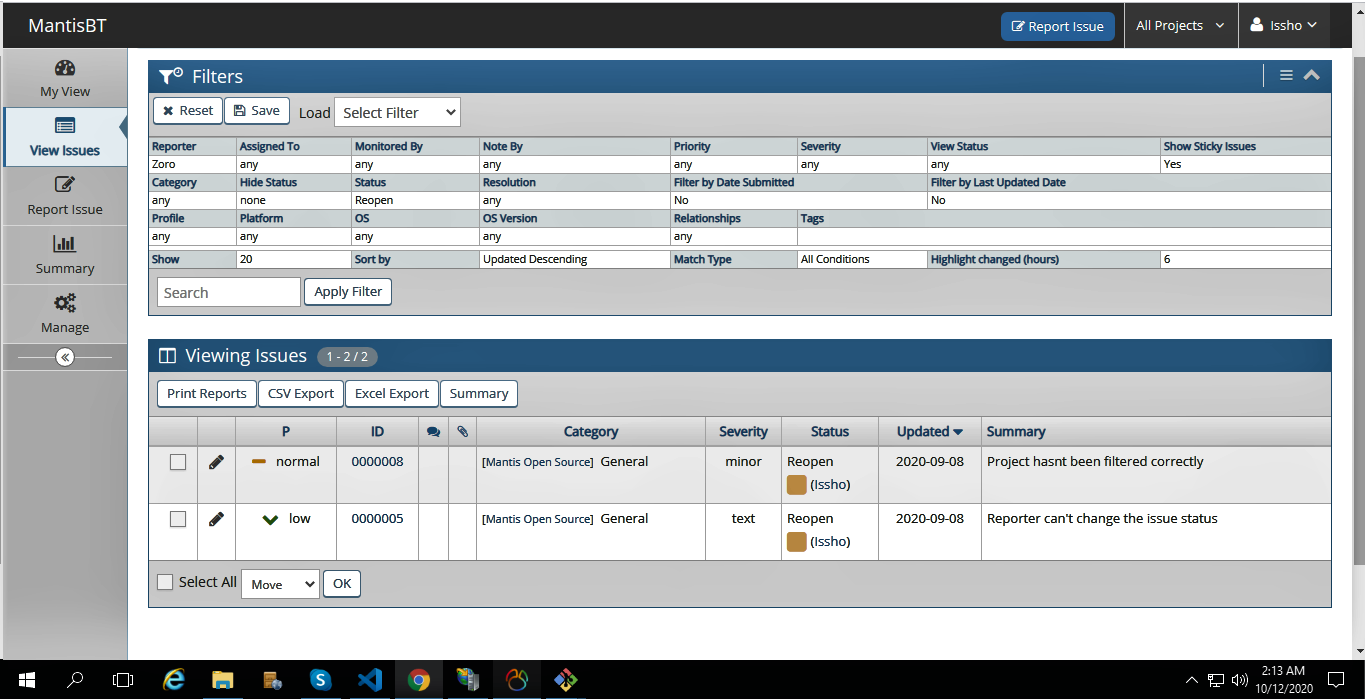 MantisBT
Report Issue
All Projects
Issho
My View
View Issues
Report Issue
Summary
Manage
Filters
Reset Save Load Select Filter
Reporter Assigned To Monitored By Note By Priority Severity View Status Show Sticky Issues
Zoro any any any any any any Yes
Category Hide Status Status Resolution Filter by Date Submitted Filter by Last Updated Date
any none Reopen any No No
Profile Platform OS OS Version Relationships Tags
any any any any any
Show 20 Sort by Updated Descending Match Type All Conditions Highlight changed (hours) 6
Search Apply Filter
Viewing Issues 1 - 2 / 2
Print Reports CSV Export Excel Export Summary
P ID Category Severity Status Updated Summary
normal 0000008 [Mantis Open Source] General minor Reopen 2020-09-08 Project hasnt been filtered correctly
(Issho)
low 0000005 [Mantis Open Source] General text Reopen 2020-09-08 Reporter can't change the issue status
(Issho)
Select All Move OK
2:13 AM
10/12/2020